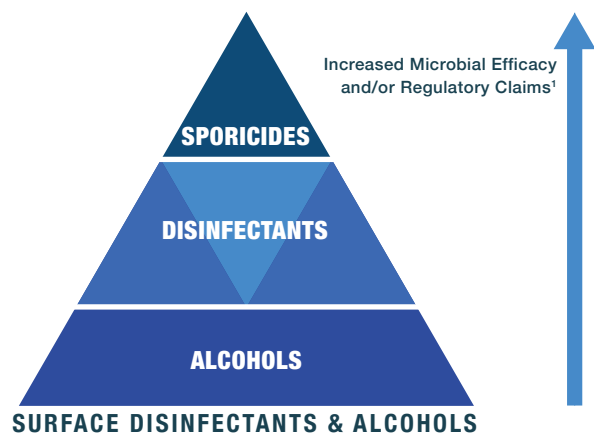 Increased Microbial Efficacy
and/or Regulatory Claims¹
SPORICIDES
DISINFECTANTS
ALCOHOLS
SURFACE DISINFECTANTS & ALCOHOLS